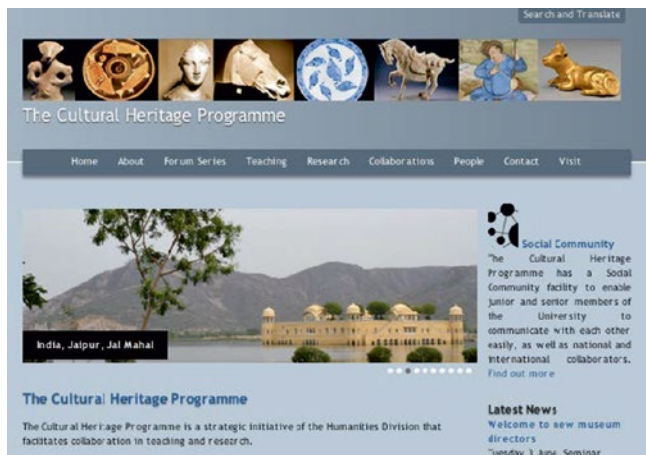 Search and Translate
The Cultural Heritage Programme
Home About Forum Series Teaching Research Collaborations People Contact Visit
India, Jaipur, Jal Mahal
Social Community
The Cultural Heritage
Programme has a Social
Community facility to enable
junior and senior members of
the University to
communicate with each other
easily, as well as national and
international collaborators.
Find out more
The Cultural Heritage Programme
The Cultural Heritage Programme is a strategic initiative of the Humanities Division that
facilitates collaboration in teaching and research.
Latest News
Welcome to new museum
directors
Tuesday 3 June, Seminar